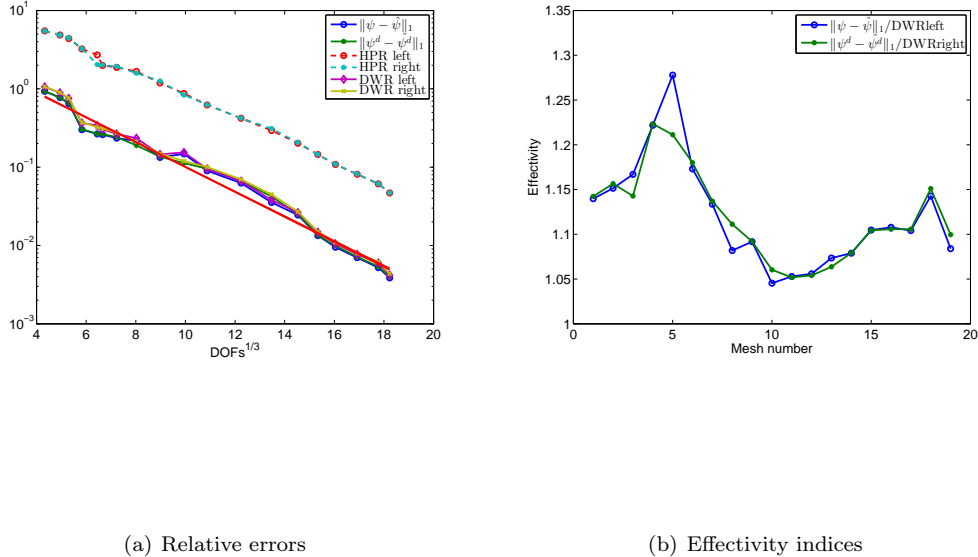 10^1
10^0
10^{-1}
10^{-2}
10^{-3}
4 6 8 10 12 14 16 18 20
DOFs^{1/3}
‖ψ − ψ̂‖₁
‖ψ^d − ψ̂^d‖₁
HPR left
HPR right
DWR left
DWR right
(a) Relative errors
1.35
1.3
1.25
1.2
1.15
1.1
1.05
1
0 5 10 15 20
Effectivity
Mesh number
‖ψ − ψ̂‖₁/DWRleft
‖ψ^d − ψ̂^d‖₁/DWRright
(b) Effectivity indices